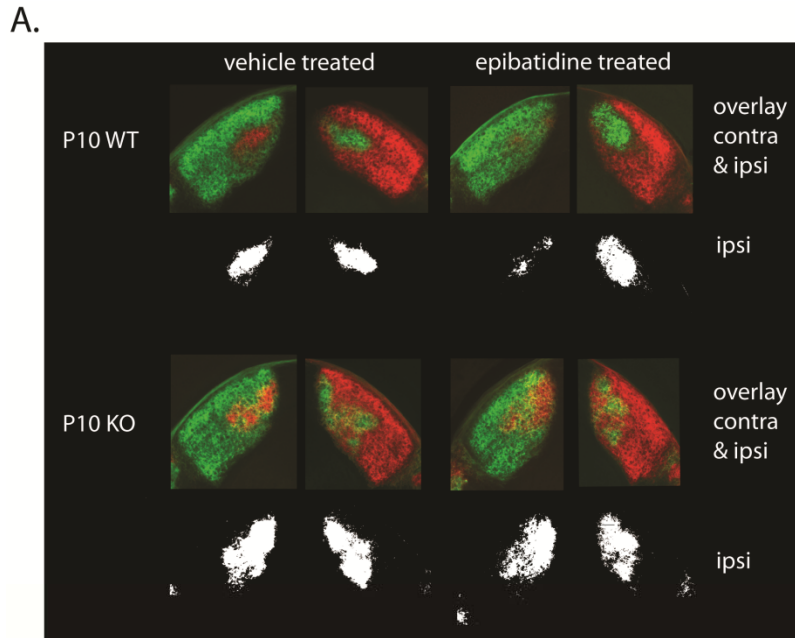 A.
vehicle treated
epibatidine treated
P10 WT
overlay
contra
& ipsi
ipsi
P10 KO
overlay
contra
& ipsi
ipsi